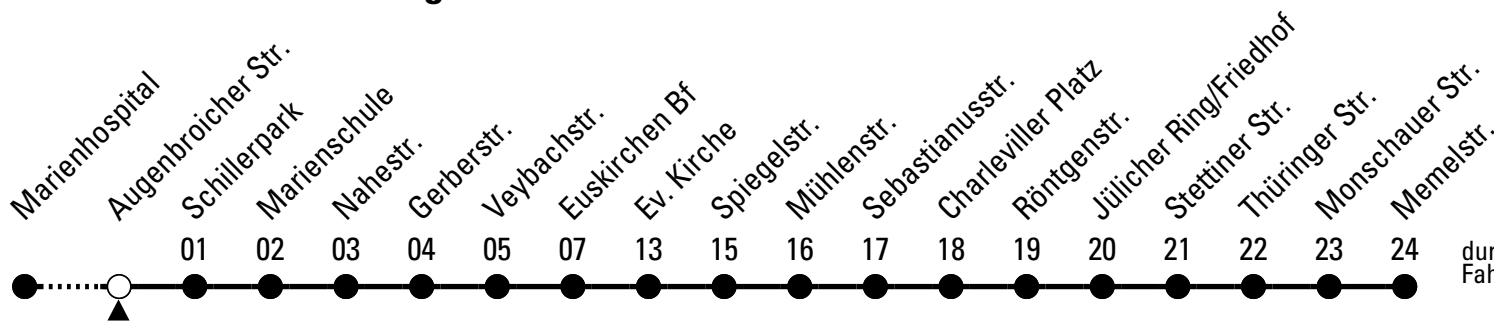 Marienhospital
Augenbroicher Str.
Schillerpark
Marienschule
Nahestr.
Gerberstr.
Veybachstr.
Euskirchen Bf
Ev. Kirche
Spiegelstr.
Mühlenstr.
Sebastianusstr.
Charleviller Platz
Röntgenstr.
Jülicher Ring/Friedhof
Stettiner Str.
Thüringer Str.
Monschauer Str.
Memelstr.
01 02 03 04 05 07 13 15 16 17 18 19 20 21 22 23 24